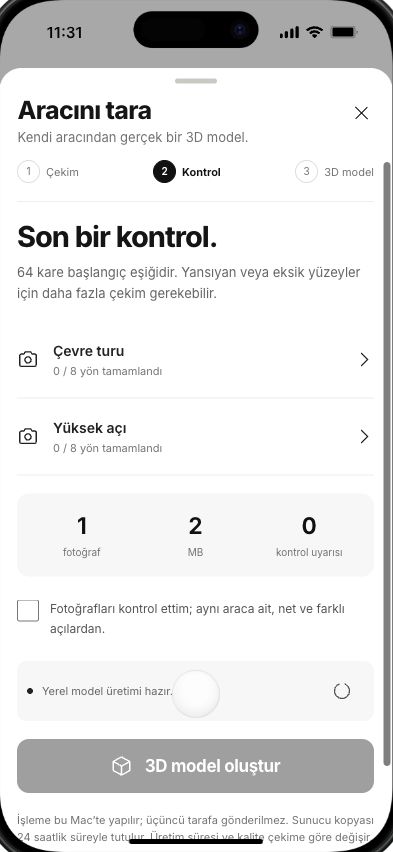 11:31
Aracını tara
Kendi aracından gerçek bir 3D model.
1 Çekim 2 Kontrol 3 3D model
Son bir kontrol.
64 kare başlangıç eşiğidir. Yansıyan veya eksik yüzeyler
için daha fazla çekim gerekebilir.
Çevre turu
0 / 8 yön tamamlandı
Yüksek açı
0 / 8 yön tamamlandı
1 2 0
fotoğraf MB kontrol uyarısı
Fotoğrafları kontrol ettim; aynı araca ait, net ve farklı
açılardan.
Yerel model üretimi hazır.
3D model oluştur
İşleme bu Mac'te yapılır; üçüncü tarafa gönderilmez. Sunucu kopyası
24 saatlik süreyle tutulur. Üretim süresi ve kalite çekime göre değişir.